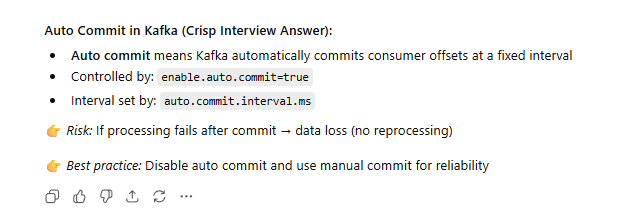 Auto Commit in Kafka (Crisp Interview Answer):
• Auto commit means Kafka automatically commits consumer offsets at a fixed interval
• Controlled by: enable.auto.commit=true
• Interval set by: auto.commit.interval.ms
👉 Risk: If processing fails after commit → data loss (no reprocessing)
👉 Best practice: Disable auto commit and use manual commit for reliability